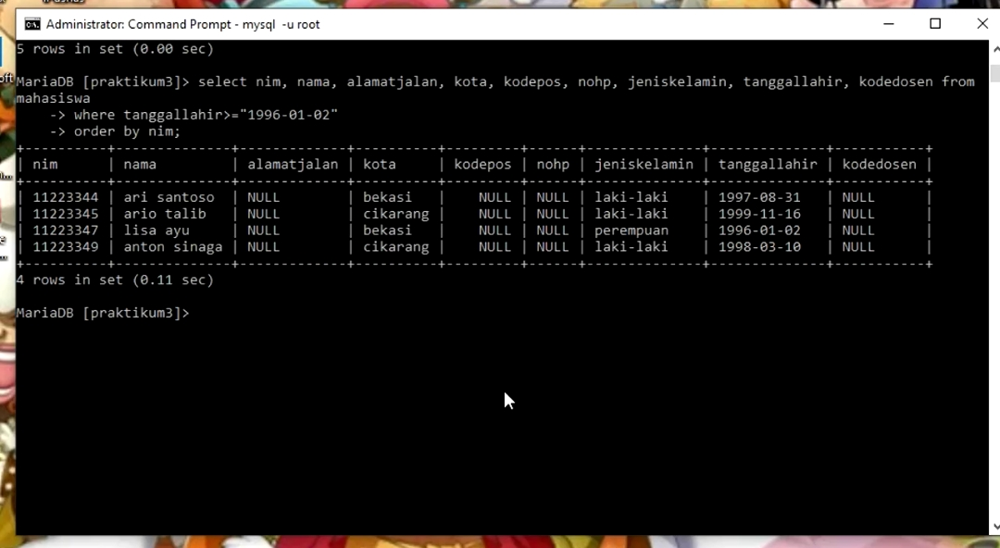 Administrator: Command Prompt - mysql -u root
5 rows in set (0.00 sec)
MariaDB [praktikum3]> select nim, nama, alamatjalan, kota, kodepos, nohp, jeniskelamin, tanggallahir, kodedosen from
mahasiswa
    -> where tanggallahir>="1996-01-02"
    -> order by nim;
+----------+--------------+-------------+----------+---------+------+--------------+--------------+-----------+
| nim      | nama         | alamatjalan | kota     | kodepos | nohp | jeniskelamin | tanggallahir | kodedosen |
+----------+--------------+-------------+----------+---------+------+--------------+--------------+-----------+
| 11223344 | ari santoso  | NULL        | bekasi   |    NULL | NULL | laki-laki    | 1997-08-31   | NULL      |
| 11223345 | ario talib   | NULL        | cikarang |    NULL | NULL | laki-laki    | 1999-11-16   | NULL      |
| 11223347 | lisa ayu     | NULL        | bekasi   |    NULL | NULL | perempuan    | 1996-01-02   | NULL      |
| 11223349 | anton sinaga | NULL        | cikarang |    NULL | NULL | laki-laki    | 1998-03-10   | NULL      |
+----------+--------------+-------------+----------+---------+------+--------------+--------------+-----------+
4 rows in set (0.11 sec)
MariaDB [praktikum3]>